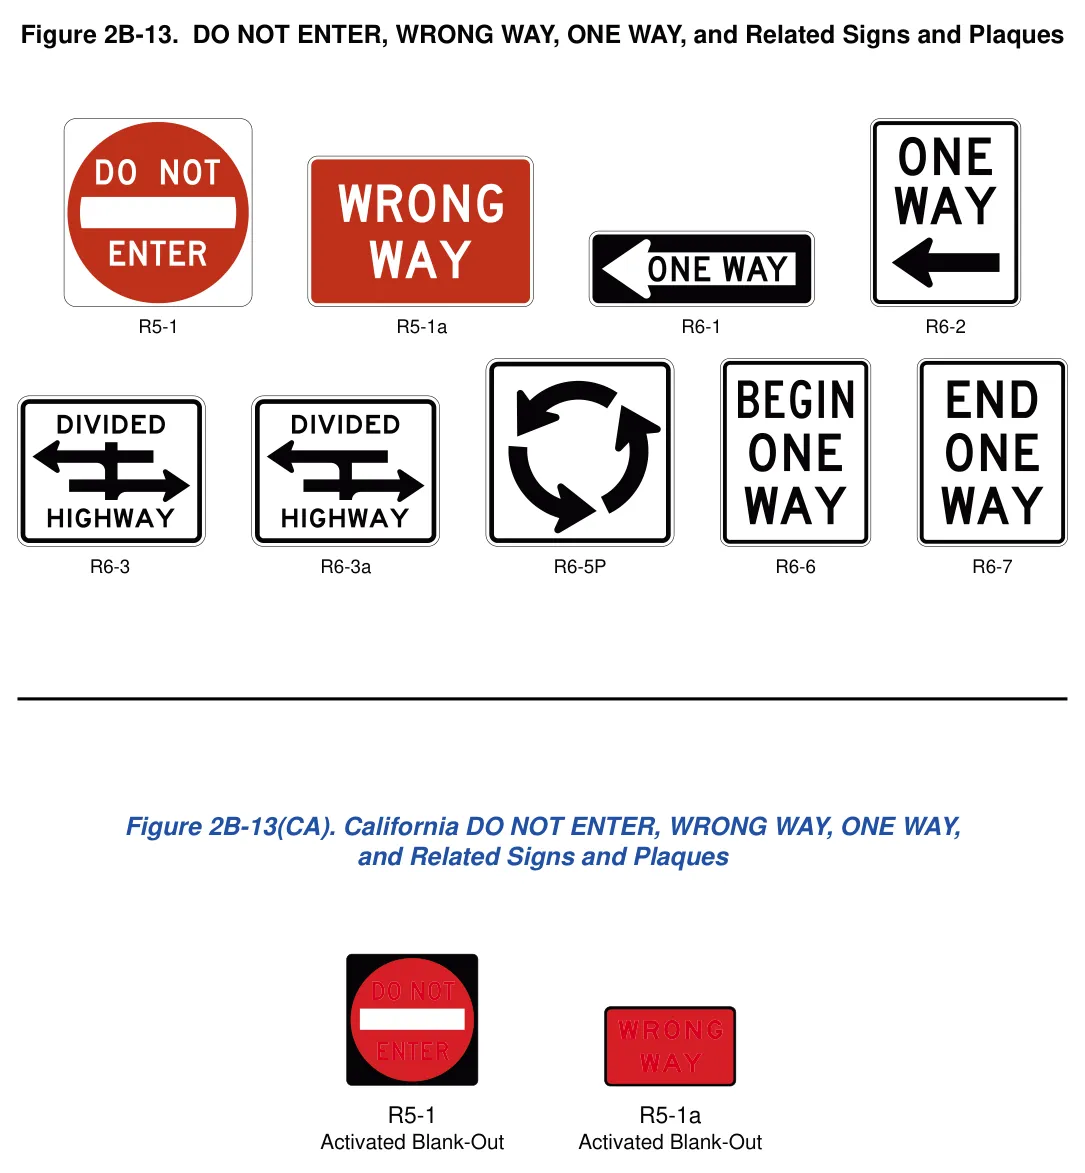 Figure 2B-13.  DO NOT ENTER, WRONG WAY, ONE WAY, and Related Signs and Plaques
DO NOT
ENTER
R5-1
WRONG
WAY
R5-1a
ONE WAY
R6-1
ONE
WAY
R6-2
DIVIDED
HIGHWAY
R6-3
DIVIDED
HIGHWAY
R6-3a
R6-5P
BEGIN
ONE
WAY
R6-6
END
ONE
WAY
R6-7
Figure 2B-13(CA). California DO NOT ENTER, WRONG WAY, ONE WAY,
and Related Signs and Plaques
DO NOT
ENTER
R5-1
Activated Blank-Out
WRONG
WAY
R5-1a
Activated Blank-Out